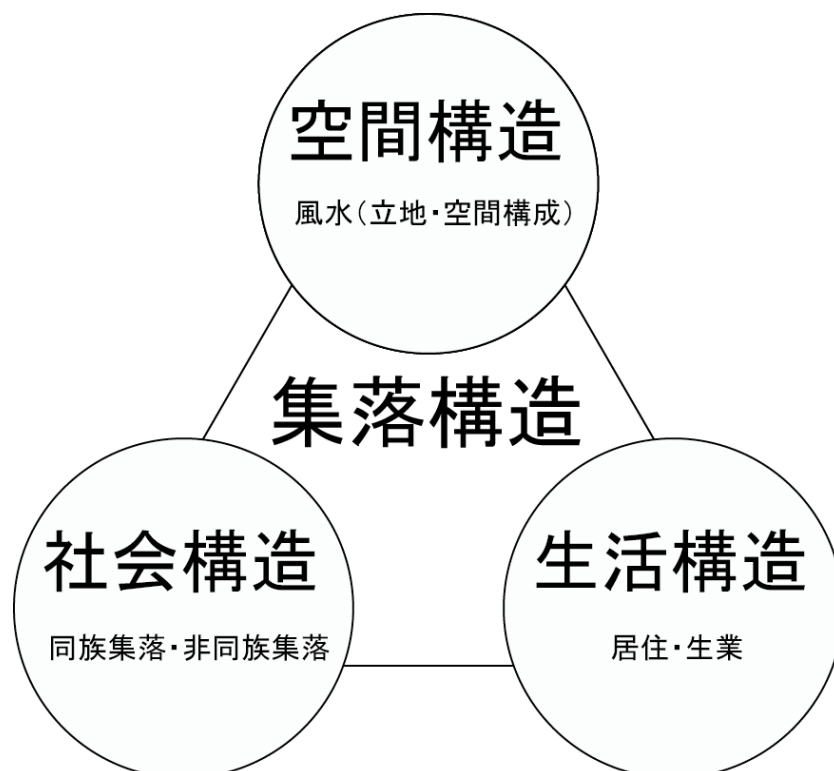 空間構造
風水(立地・空間構成)
集落構造
社会構造
同族集落・非同族集落
生活構造
居住・生業